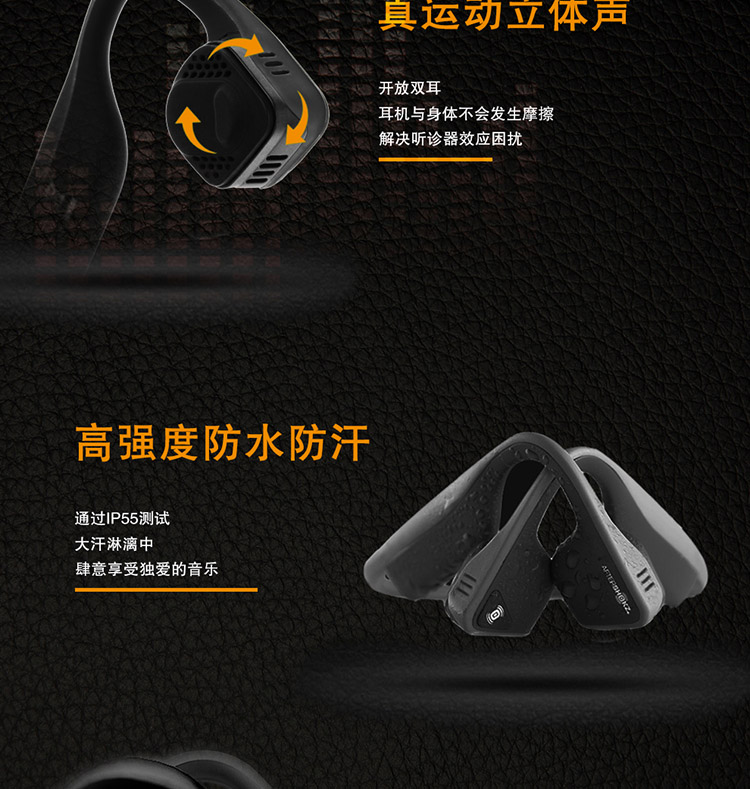 真运动立体声
开放双耳
耳机与身体不会发生摩擦
解决听诊器效应困扰
高强度防水防汗
通过IP55测试
大汗淋漓中
肆意享受独爱的音乐
AFTERSHOKZ